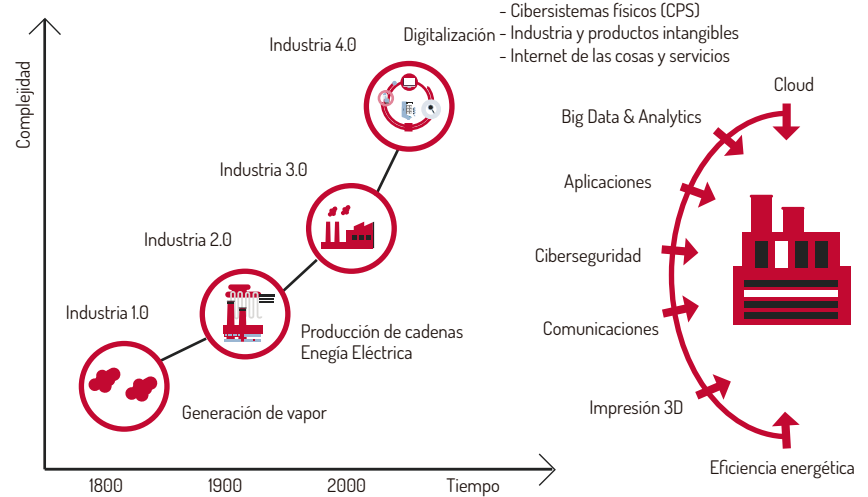 Complejidad
Industria 4.0
Digitalización
- Cibersistemas físicos (CPS)
- Industria y productos intangibles
- Internet de las cosas y servicios
Industria 3.0
Industria 2.0
Industria 1.0
Producción de cadenas
Enegía Eléctrica
Generación de vapor
1800
1900
2000
Tiempo
Cloud
Big Data & Analytics
Aplicaciones
Ciberseguridad
Comunicaciones
Impresión 3D
Eficiencia energética